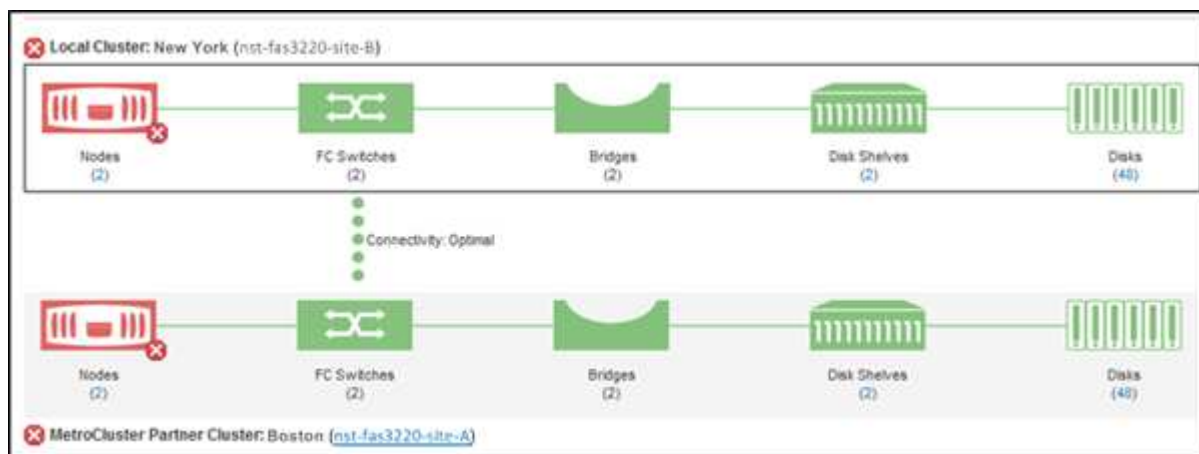 Local Cluster: New York (nst-fas3220-site-B)
Nodes FC Switches Bridges Disk Shelves Disks
(2) (2) (2) (2) (48)
Connectivity: Optimal
Nodes FC Switches Bridges Disk Shelves Disks
(2) (2) (2) (2) (48)
MetroCluster Partner Cluster: Boston (nst-fas3220-site-A)